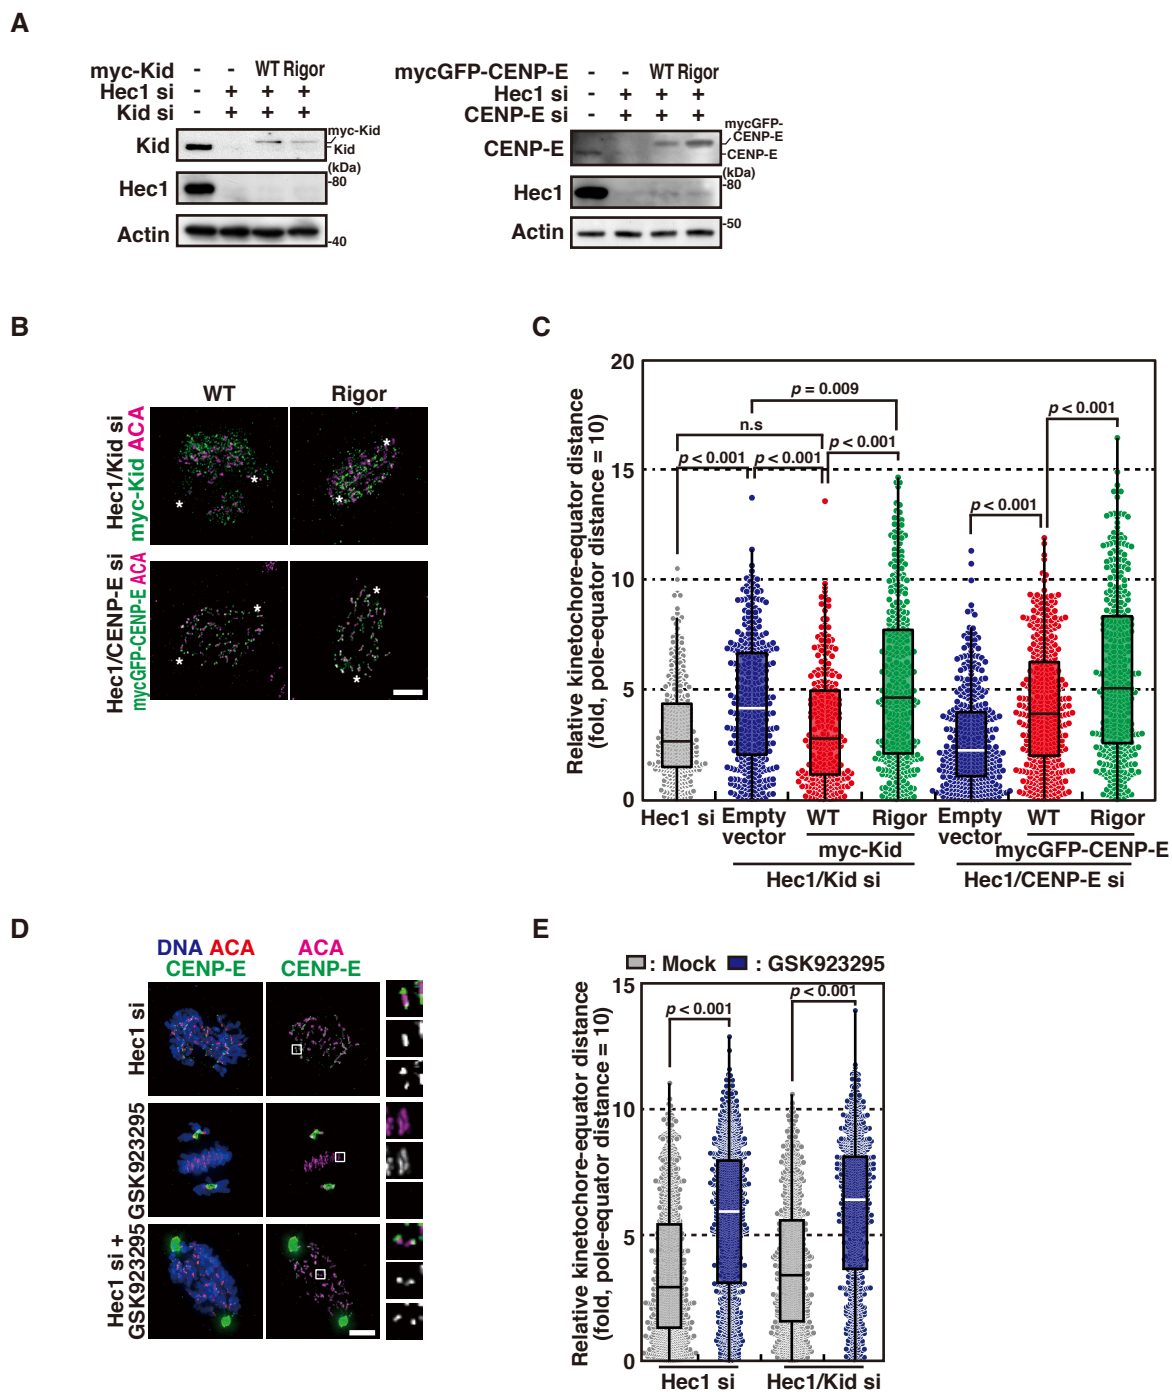 A
myc-Kid - - WT Rigor
Hec1 si - + + +
Kid si - + + +
Kid
myc-Kid
Kid
(kDa)
Hec1
-80
Actin
-40
mycGFP-CENP-E - - WT Rigor
Hec1 si - + + +
CENP-E si - + + +
CENP-E
mycGFP-
CENP-E
CENP-E
(kDa)
Hec1
-80
Actin
-50
B
WT Rigor
Hec1/Kid si
myc-Kid ACA
* *
* *
Hec1/CENP-E si
mycGFP-CENP-E ACA
* *
* *
C
Relative kinetochore-equator distance
(fold, pole-equator distance = 10)
20
15
10
5
0
p = 0.009
n.s
p < 0.001
p < 0.001
p < 0.001
p < 0.001
p < 0.001
Hec1 si
Empty
vector
WT
Rigor
Empty
vector
WT
Rigor
myc-Kid
mycGFP-CENP-E
Hec1/Kid si
Hec1/CENP-E si
D
DNA ACA
CENP-E
ACA
CENP-E
Hec1 si
GSK923295
Hec1 si +
GSK923295
E
: Mock : GSK923295
Relative kinetochore-equator distance
(fold, pole-equator distance = 10)
15
10
5
0
p < 0.001
p < 0.001
Hec1 si
Hec1/Kid si